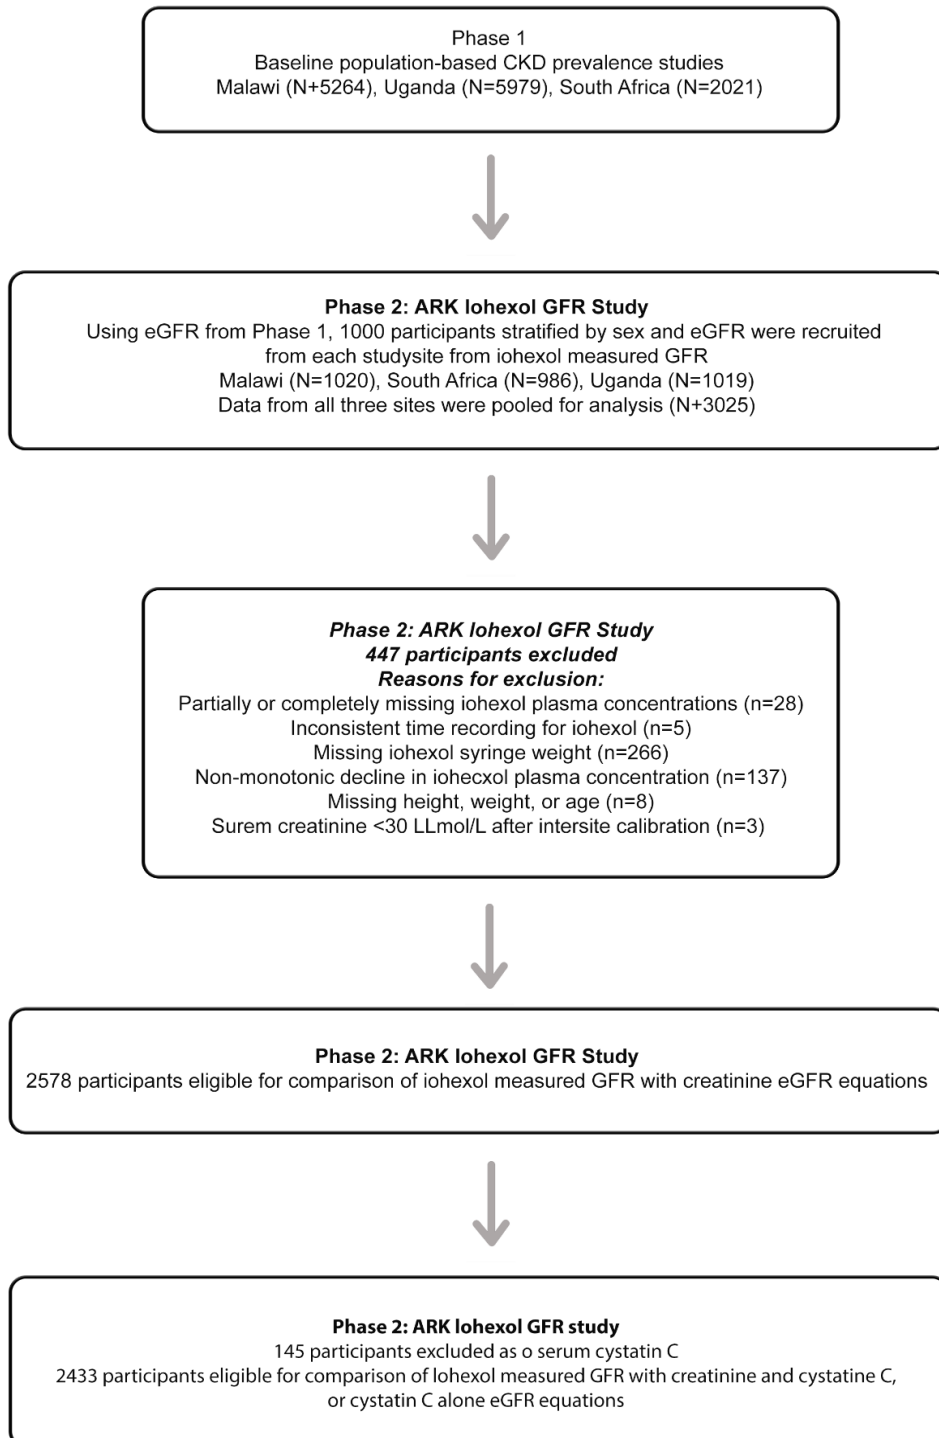 Phase 1
Baseline population-based CKD prevalence studies
Malawi (N+5264), Uganda (N=5979), South Africa (N=2021)
Phase 2: ARK lohexol GFR Study
Using eGFR from Phase 1, 1000 participants stratified by sex and eGFR were recruited
from each studysite from iohexol measured GFR
Malawi (N=1020), South Africa (N=986), Uganda (N=1019)
Data from all three sites were pooled for analysis (N+3025)
Phase 2: ARK lohexol GFR Study
447 participants excluded
Reasons for exclusion:
Partially or completely missing iohexol plasma concentrations (n=28)
Inconsistent time recording for iohexol (n=5)
Missing iohexol syringe weight (n=266)
Non-monotonic decline in iohecxol plasma concentration (n=137)
Missing height, weight, or age (n=8)
Surem creatinine <30 LLmol/L after intersite calibration (n=3)
Phase 2: ARK lohexol GFR Study
2578 participants eligible for comparison of iohexol measured GFR with creatinine eGFR equations
Phase 2: ARK lohexol GFR study
145 participants excluded as o serum cystatin C
2433 participants eligible for comparison of lohexol measured GFR with creatinine and cystatine C,
or cystatin C alone eGFR equations